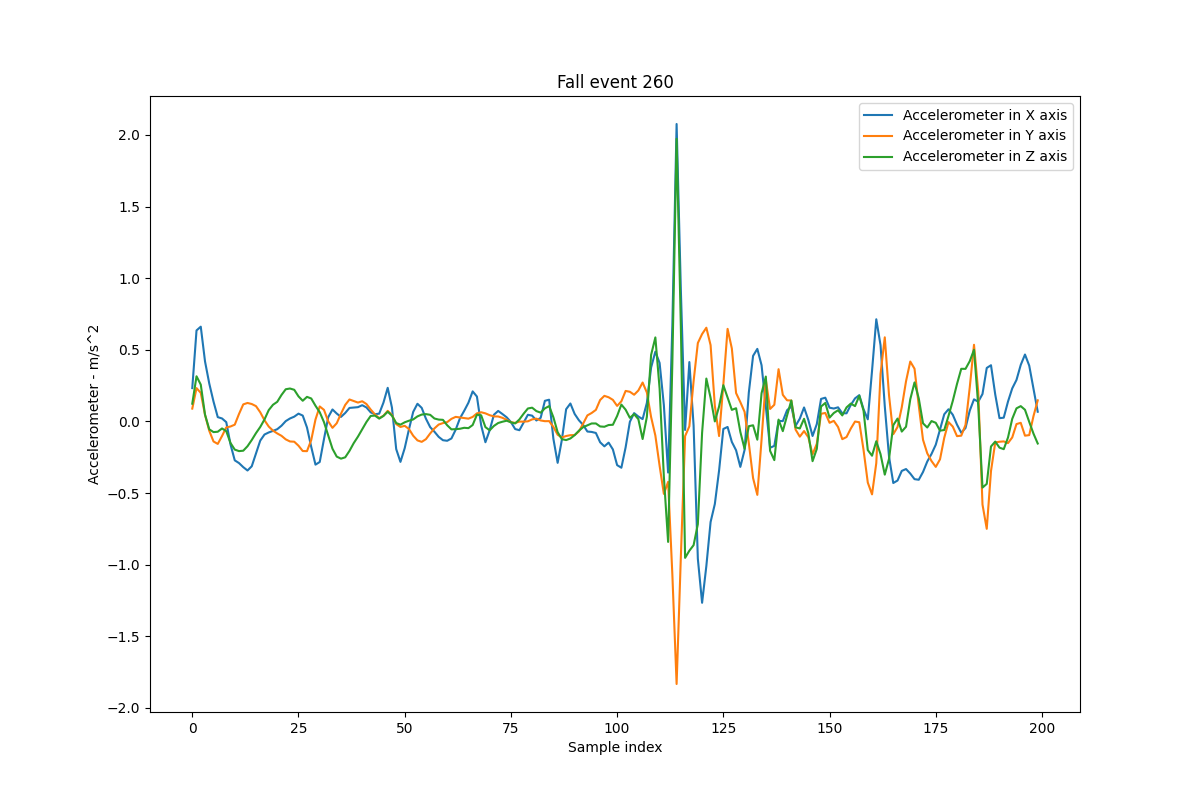 Fall event 260
Accelerometer in X axis
Accelerometer in Y axis
Accelerometer in Z axis
Accelerometer - m/s^2
2.0
1.5
1.0
0.5
0.0
−0.5
−1.0
−1.5
−2.0
0 25 50 75 100 125 150 175 200
Sample index